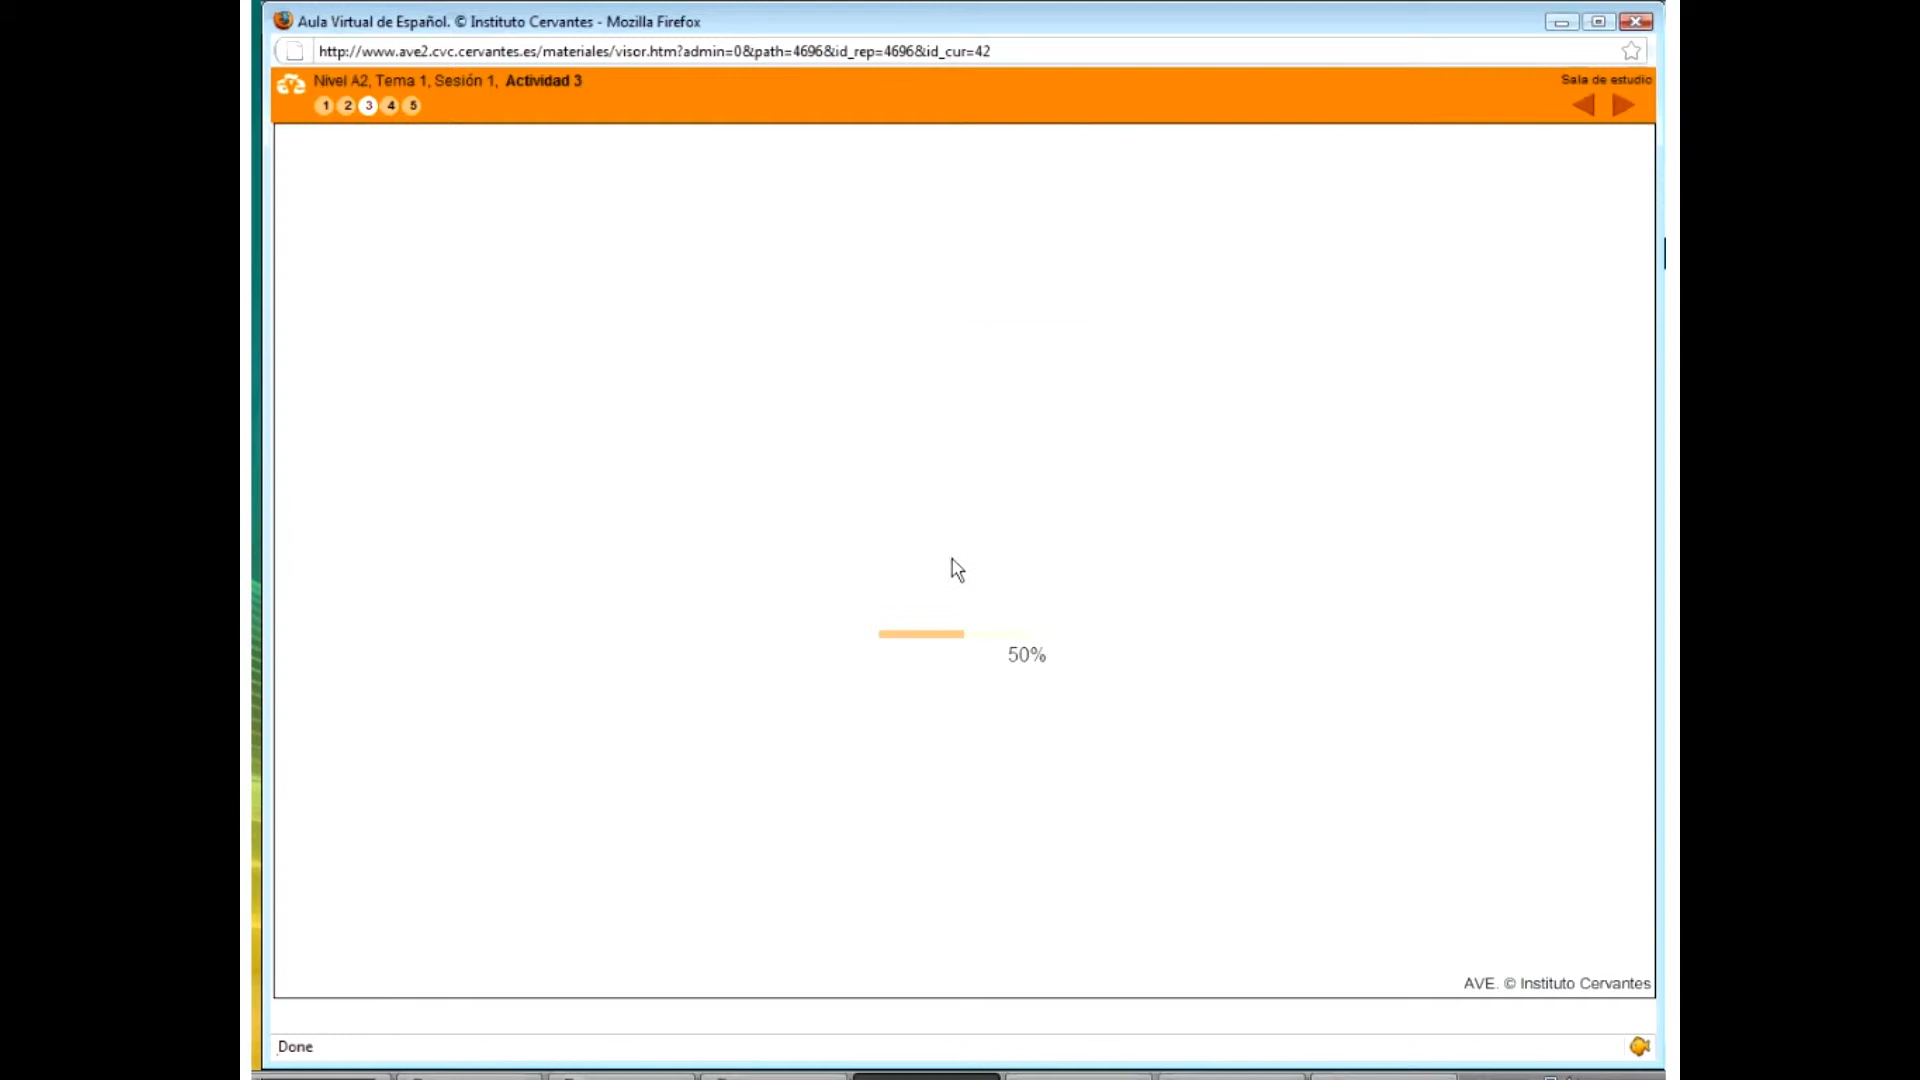 Aula Virtual de Español. © Instituto Cervantes - Mozilla Firefox
http://www.ave2.cvc.cervantes.es/materiales/visor.htm?admin=0&path=4696&id_rep=4696&id_cur=42
Nivel A2, Tema 1, Sesión 1, Actividad 3
Sala de estudio
1 2 3 4 5
50%
AVE. © Instituto Cervantes
Done